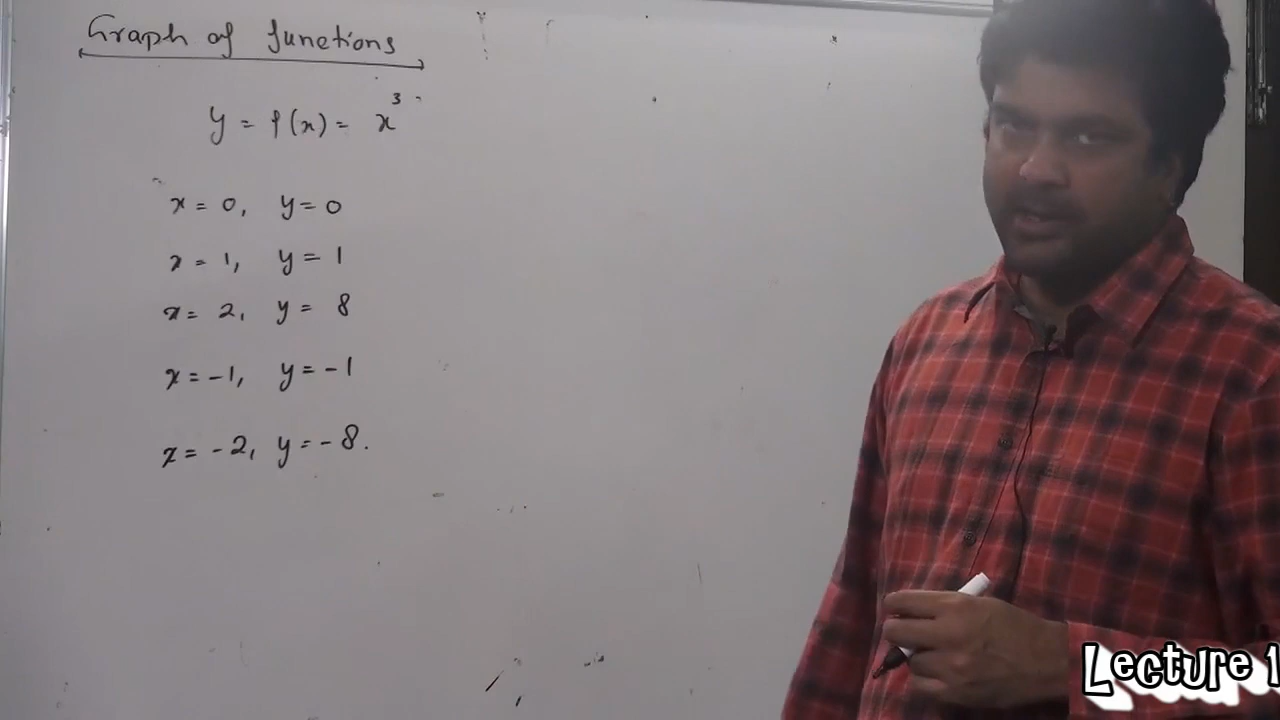 Graph of functions
y = f(x) = x³
x = 0, y = 0
x = 1, y = 1
x = 2, y = 8
x = -1, y = -1
x = -2, y = -8.
Lecture 1